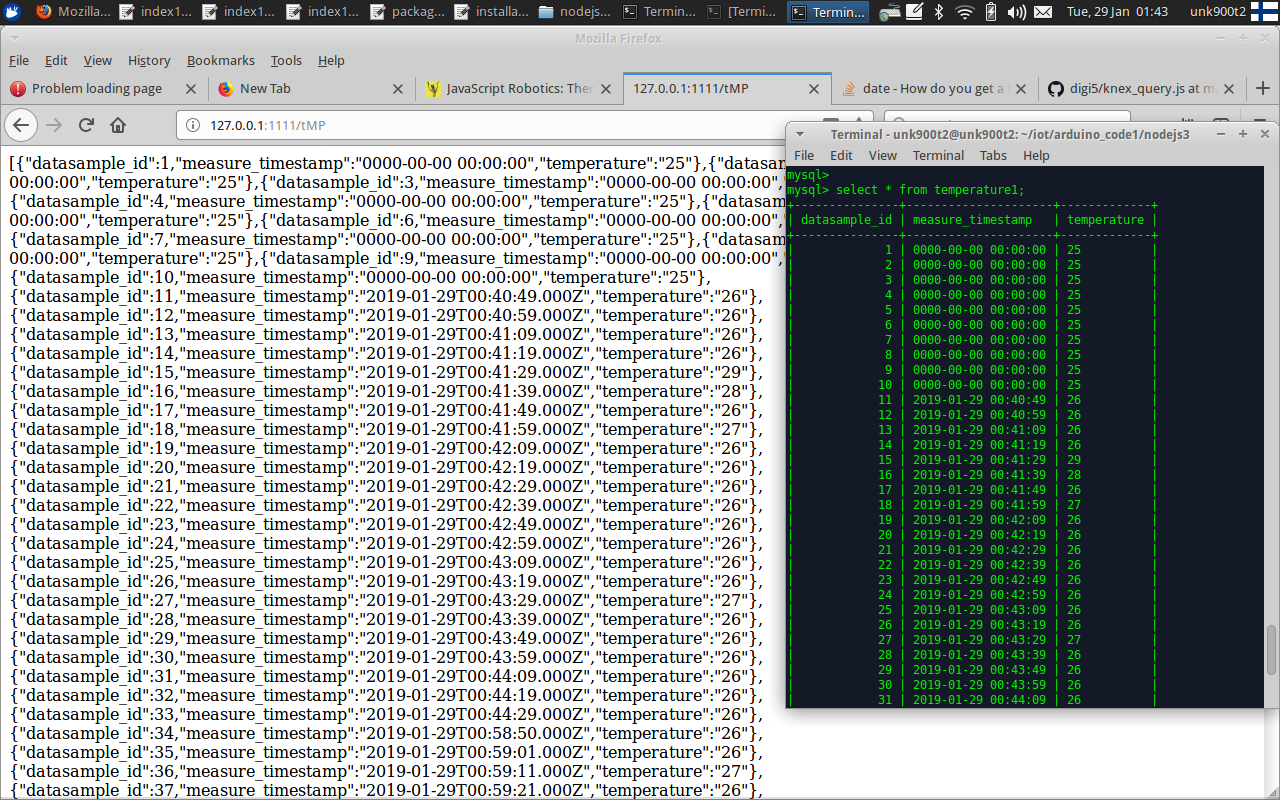 Mozilla... index1... index1... index1... packag... installa... nodejs... Termin... [Termi... Termin... Tue, 29 Jan 01:43 unk900t2
Mozilla Firefox
File Edit View History Bookmarks Tools Help
Problem loading page
New Tab
JavaScript Robotics: The
127.0.0.1:1111/tMP
date - How do you get a
digi5/knex_query.js at m
127.0.0.1:1111/tMP
[{"datasample_id":1,"measure_timestamp":"0000-00-00 00:00:00","temperature":"25"},{"datas
00:00:00","temperature":"25"},{"datasample_id":3,"measure_timestamp":"0000-00-00 00:00:00",
{"datasample_id":4,"measure_timestamp":"0000-00-00 00:00:00","temperature":"25"},{"datas
00:00:00","temperature":"25"},{"datasample_id":6,"measure_timestamp":"0000-00-00 00:00:00",
{"datasample_id":7,"measure_timestamp":"0000-00-00 00:00:00","temperature":"25"},{"datas
00:00:00","temperature":"25"},{"datasample_id":9,"measure_timestamp":"0000-00-00 00:00:00",
{"datasample_id":10,"measure_timestamp":"0000-00-00 00:00:00","temperature":"25"},
{"datasample_id":11,"measure_timestamp":"2019-01-29T00:40:49.000Z","temperature":"26"},
{"datasample_id":12,"measure_timestamp":"2019-01-29T00:40:59.000Z","temperature":"26"},
{"datasample_id":13,"measure_timestamp":"2019-01-29T00:41:09.000Z","temperature":"26"},
{"datasample_id":14,"measure_timestamp":"2019-01-29T00:41:19.000Z","temperature":"26"},
{"datasample_id":15,"measure_timestamp":"2019-01-29T00:41:29.000Z","temperature":"29"},
{"datasample_id":16,"measure_timestamp":"2019-01-29T00:41:39.000Z","temperature":"28"},
{"datasample_id":17,"measure_timestamp":"2019-01-29T00:41:49.000Z","temperature":"26"},
{"datasample_id":18,"measure_timestamp":"2019-01-29T00:41:59.000Z","temperature":"27"},
{"datasample_id":19,"measure_timestamp":"2019-01-29T00:42:09.000Z","temperature":"26"},
{"datasample_id":20,"measure_timestamp":"2019-01-29T00:42:19.000Z","temperature":"26"},
{"datasample_id":21,"measure_timestamp":"2019-01-29T00:42:29.000Z","temperature":"26"},
{"datasample_id":22,"measure_timestamp":"2019-01-29T00:42:39.000Z","temperature":"26"},
{"datasample_id":23,"measure_timestamp":"2019-01-29T00:42:49.000Z","temperature":"26"},
{"datasample_id":24,"measure_timestamp":"2019-01-29T00:42:59.000Z","temperature":"26"},
{"datasample_id":25,"measure_timestamp":"2019-01-29T00:43:09.000Z","temperature":"26"},
{"datasample_id":26,"measure_timestamp":"2019-01-29T00:43:19.000Z","temperature":"26"},
{"datasample_id":27,"measure_timestamp":"2019-01-29T00:43:29.000Z","temperature":"27"},
{"datasample_id":28,"measure_timestamp":"2019-01-29T00:43:39.000Z","temperature":"26"},
{"datasample_id":29,"measure_timestamp":"2019-01-29T00:43:49.000Z","temperature":"26"},
{"datasample_id":30,"measure_timestamp":"2019-01-29T00:43:59.000Z","temperature":"26"},
{"datasample_id":31,"measure_timestamp":"2019-01-29T00:44:09.000Z","temperature":"26"},
{"datasample_id":32,"measure_timestamp":"2019-01-29T00:44:19.000Z","temperature":"26"},
{"datasample_id":33,"measure_timestamp":"2019-01-29T00:44:29.000Z","temperature":"26"},
{"datasample_id":34,"measure_timestamp":"2019-01-29T00:58:50.000Z","temperature":"26"},
{"datasample_id":35,"measure_timestamp":"2019-01-29T00:59:01.000Z","temperature":"26"},
{"datasample_id":36,"measure_timestamp":"2019-01-29T00:59:11.000Z","temperature":"27"},
{"datasample_id":37,"measure_timestamp":"2019-01-29T00:59:21.000Z","temperature":"26"},
Terminal - unk900t2@unk900t2: ~/iot/arduino_code1/nodejs3
File Edit View Terminal Tabs Help
mysql>
mysql> select * from temperature1;
+---------------+---------------------+-------------+
| datasample_id | measure_timestamp | temperature |
+---------------+---------------------+-------------+
| 1 | 0000-00-00 00:00:00 | 25 |
| 2 | 0000-00-00 00:00:00 | 25 |
| 3 | 0000-00-00 00:00:00 | 25 |
| 4 | 0000-00-00 00:00:00 | 25 |
| 5 | 0000-00-00 00:00:00 | 25 |
| 6 | 0000-00-00 00:00:00 | 25 |
| 7 | 0000-00-00 00:00:00 | 25 |
| 8 | 0000-00-00 00:00:00 | 25 |
| 9 | 0000-00-00 00:00:00 | 25 |
| 10 | 0000-00-00 00:00:00 | 25 |
| 11 | 2019-01-29 00:40:49 | 26 |
| 12 | 2019-01-29 00:40:59 | 26 |
| 13 | 2019-01-29 00:41:09 | 26 |
| 14 | 2019-01-29 00:41:19 | 26 |
| 15 | 2019-01-29 00:41:29 | 29 |
| 16 | 2019-01-29 00:41:39 | 28 |
| 17 | 2019-01-29 00:41:49 | 26 |
| 18 | 2019-01-29 00:41:59 | 27 |
| 19 | 2019-01-29 00:42:09 | 26 |
| 20 | 2019-01-29 00:42:19 | 26 |
| 21 | 2019-01-29 00:42:29 | 26 |
| 22 | 2019-01-29 00:42:39 | 26 |
| 23 | 2019-01-29 00:42:49 | 26 |
| 24 | 2019-01-29 00:42:59 | 26 |
| 25 | 2019-01-29 00:43:09 | 26 |
| 26 | 2019-01-29 00:43:19 | 26 |
| 27 | 2019-01-29 00:43:29 | 27 |
| 28 | 2019-01-29 00:43:39 | 26 |
| 29 | 2019-01-29 00:43:49 | 26 |
| 30 | 2019-01-29 00:43:59 | 26 |
| 31 | 2019-01-29 00:44:09 | 26 |